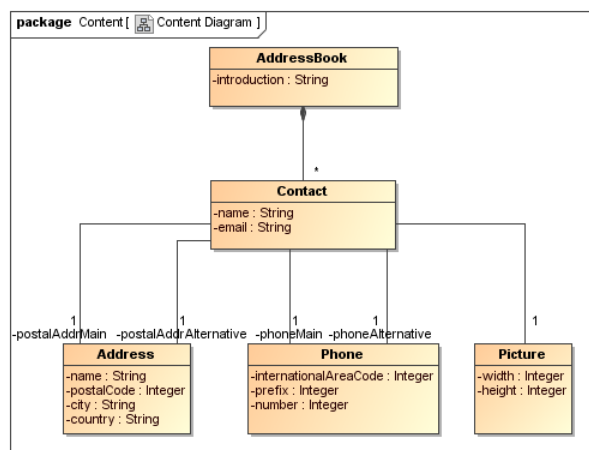 package Content [ Content Diagram ]
AddressBook
-introduction : String
*
Contact
-name : String
-email : String
1 1 1 1 1
-postalAddrMain -postalAddrAlternative -phoneMain -phoneAlternative
Address
-name : String
-postalCode : Integer
-city : String
-country : String
Phone
-internationalAreaCode : Integer
-prefix : Integer
-number : Integer
Picture
-width : Integer
-height : Integer